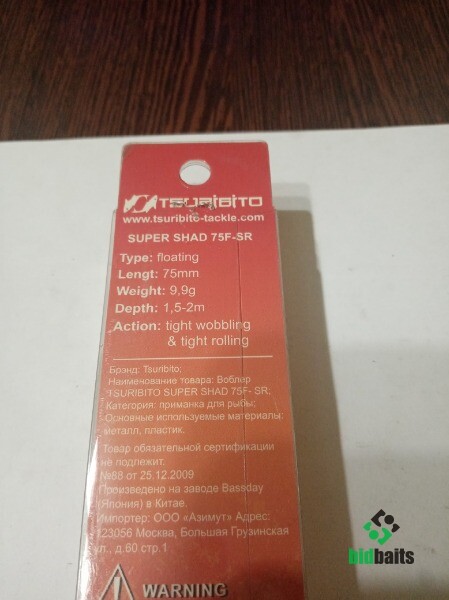 TSURIBITO
www.tsuribito-tackle.com
SUPER SHAD 75F-SR
Type: floating
Lengt: 75mm
Weight: 9,9g
Depth: 1,5-2m
Action: tight wobbling
& tight rolling
Брэнд: Tsuribito;
Наименование товара: Воблер
TSURIBITO SUPER SHAD 75F- SR;
Категория: приманка для рыбы;
Основные используемые материалы:
металл, пластик.
Товар обязательной сертификации
не подлежит.
№88 от 25.12.2009
Произведено на заводе Bassday
(Япония) в Китае.
Импортер: ООО «Азимут» Адрес:
123056 Москва, Большая Грузинская
ул., д.60 стр.1
WARNING
bidbaits